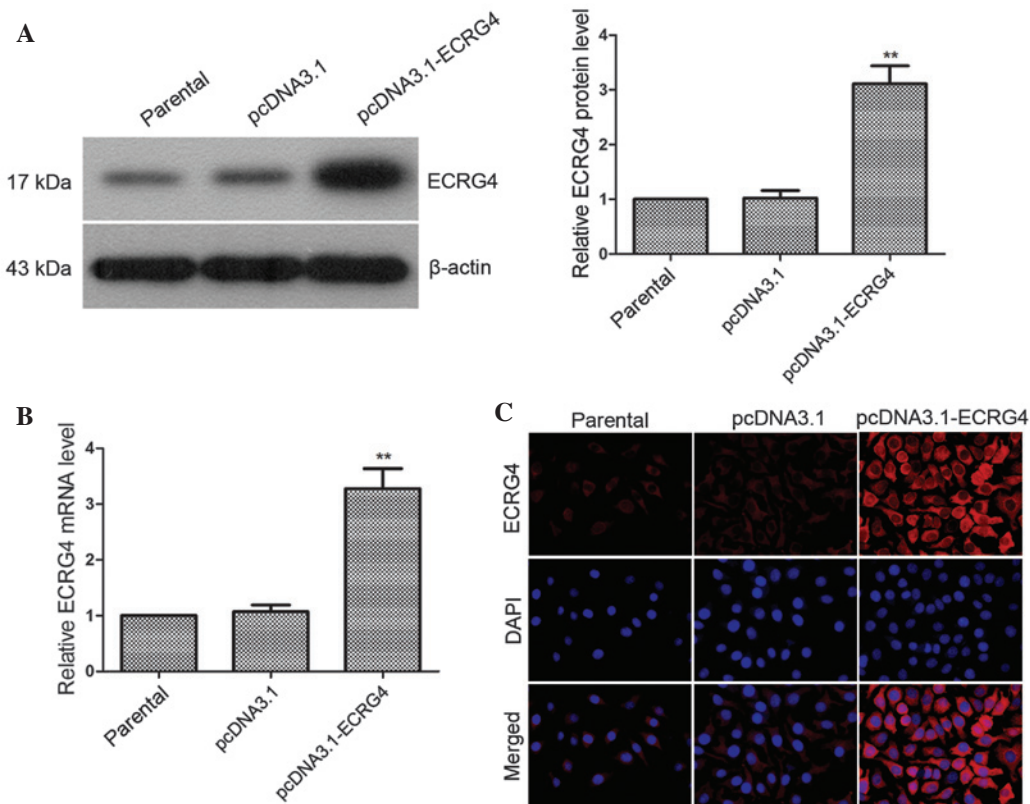 A
Parental
pcDNA3.1
pcDNA3.1-ECRG4
17 kDa
ECRG4
43 kDa
β-actin
Relative ECRG4 protein level
4
3
2
1
0
**
Parental
pcDNA3.1
pcDNA3.1-ECRG4
B
Relative ECRG4 mRNA level
4
3
2
1
0
**
Parental
pcDNA3.1
pcDNA3.1-ECRG4
C
Parental
pcDNA3.1
pcDNA3.1-ECRG4
ECRG4
DAPI
Merged